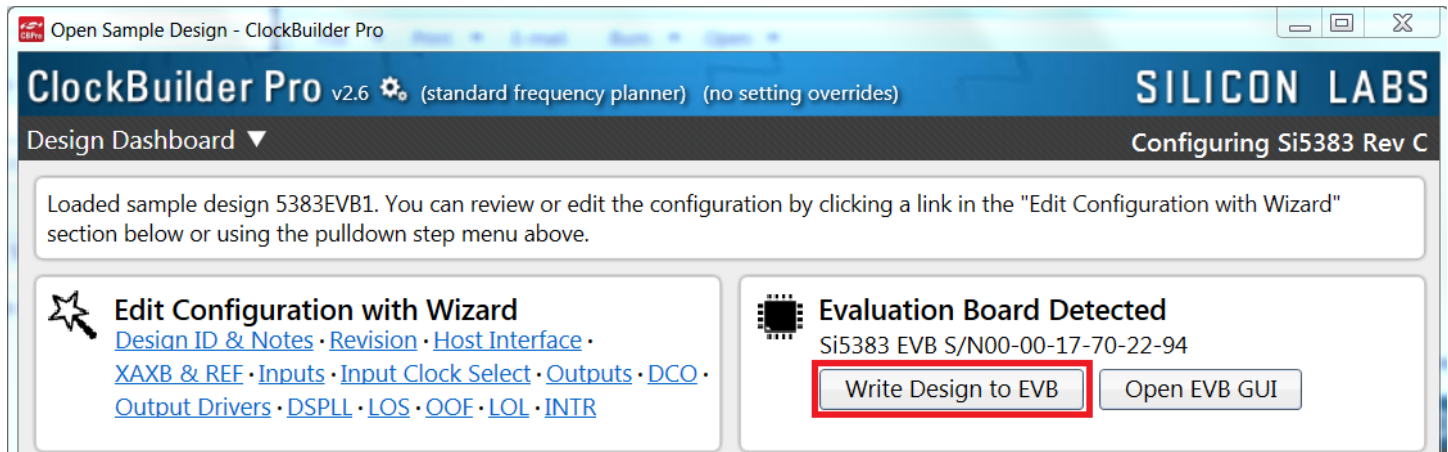 Open Sample Design - ClockBuilder Pro
ClockBuilder Pro v2.6 (standard frequency planner) (no setting overrides) SILICON LABS
Design Dashboard ▼ Configuring Si5383 Rev C
Loaded sample design 5383EVB1. You can review or edit the configuration by clicking a link in the "Edit Configuration with Wizard"
section below or using the pulldown step menu above.
Edit Configuration with Wizard
Design ID & Notes · Revision · Host Interface ·
XAXB & REF · Inputs · Input Clock Select · Outputs · DCO ·
Output Drivers · DSPLL · LOS · OOF · LOL · INTR
Evaluation Board Detected
Si5383 EVB S/N00-00-17-70-22-94
Write Design to EVB Open EVB GUI